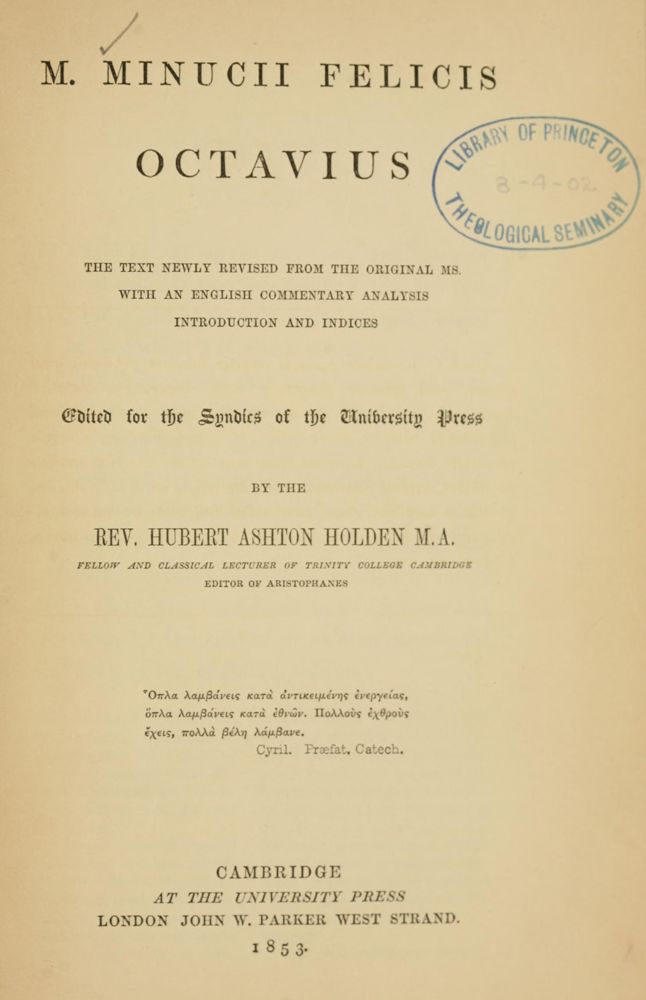 M. MINUCII FELICIS
OCTAVIUS
LIBRARY OF PRINCETON
8-4-02
THEOLOGICAL SEMINARY
THE TEXT NEWLY REVISED FROM THE ORIGINAL MS.
WITH AN ENGLISH COMMENTARY ANALYSIS
INTRODUCTION AND INDICES
Edited for the Syndics of the University Press
BY THE
REV. HUBERT ASHTON HOLDEN M.A.
FELLOW AND CLASSICAL LECTURER OF TRINITY COLLEGE CAMBRIDGE
EDITOR OF ARISTOPHANES
Ὅπλα λαμβάνεις κατὰ ἀντικειμένης ἐνεργείας,
ὅπλα λαμβάνεις κατὰ ἐθνῶν. Πολλοὺς ἐχθροὺς
ἔχεις, πολλὰ βέλη λάμβανε.
Cyril. Præfat. Catech.
CAMBRIDGE
AT THE UNIVERSITY PRESS
LONDON JOHN W. PARKER WEST STRAND.
1853.